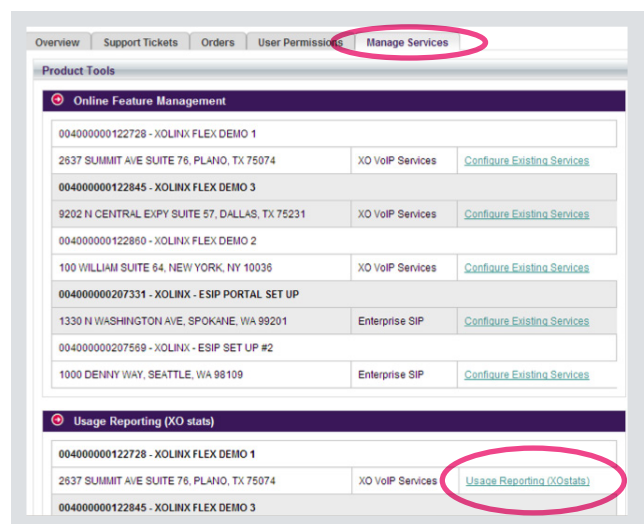 Overview Support Tickets Orders User Permissions Manage Services
Product Tools
Online Feature Management
004000000122728 - XOLINX FLEX DEMO 1
2637 SUMMIT AVE SUITE 76, PLANO, TX 75074 XO VoIP Services Configure Existing Services
004000000122845 - XOLINX FLEX DEMO 3
9202 N CENTRAL EXPY SUITE 57, DALLAS, TX 75231 XO VoIP Services Configure Existing Services
004000000122860 - XOLINX FLEX DEMO 2
100 WILLIAM SUITE 64, NEW YORK, NY 10036 XO VoIP Services Configure Existing Services
004000000207331 - XOLINX - ESIP PORTAL SET UP
1330 N WASHINGTON AVE, SPOKANE, WA 99201 Enterprise SIP Configure Existing Services
004000000207569 - XOLINX - ESIP SET UP #2
1000 DENNY WAY, SEATTLE, WA 98109 Enterprise SIP Configure Existing Services
Usage Reporting (XO stats)
004000000122728 - XOLINX FLEX DEMO 1
2637 SUMMIT AVE SUITE 76, PLANO, TX 75074 XO VoIP Services Usage Reporting (XOstats)
004000000122845 - XOLINX FLEX DEMO 3